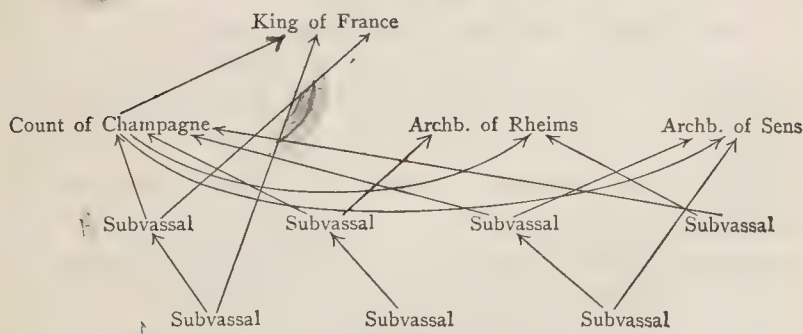 King of France
Count of Champagne Archb. of Rheims Archb. of Sens
Subvassal Subvassal Subvassal Subvassal
Subvassal Subvassal Subvassal